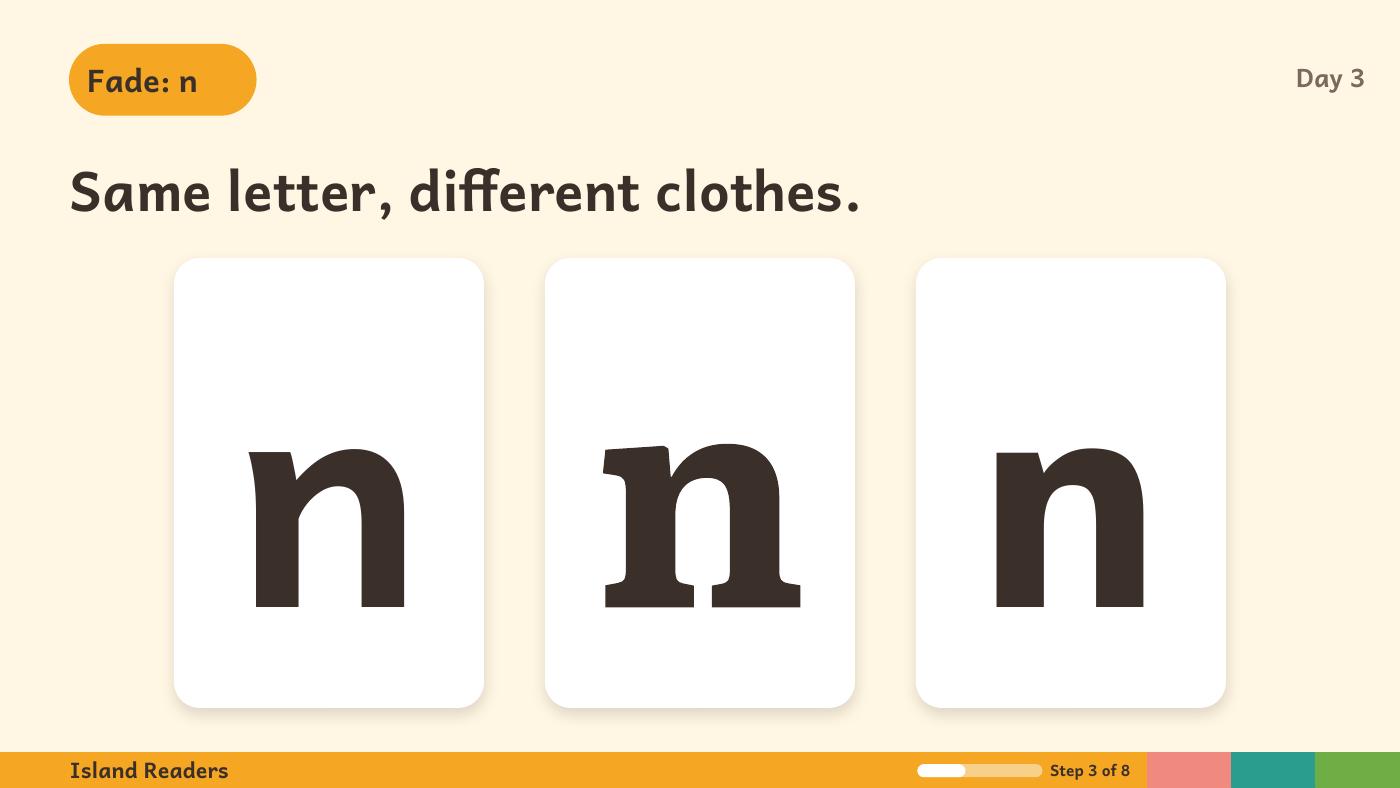 Fade: n
Day 3
Same letter, different clothes.
n n n
Island Readers
Step 3 of 8